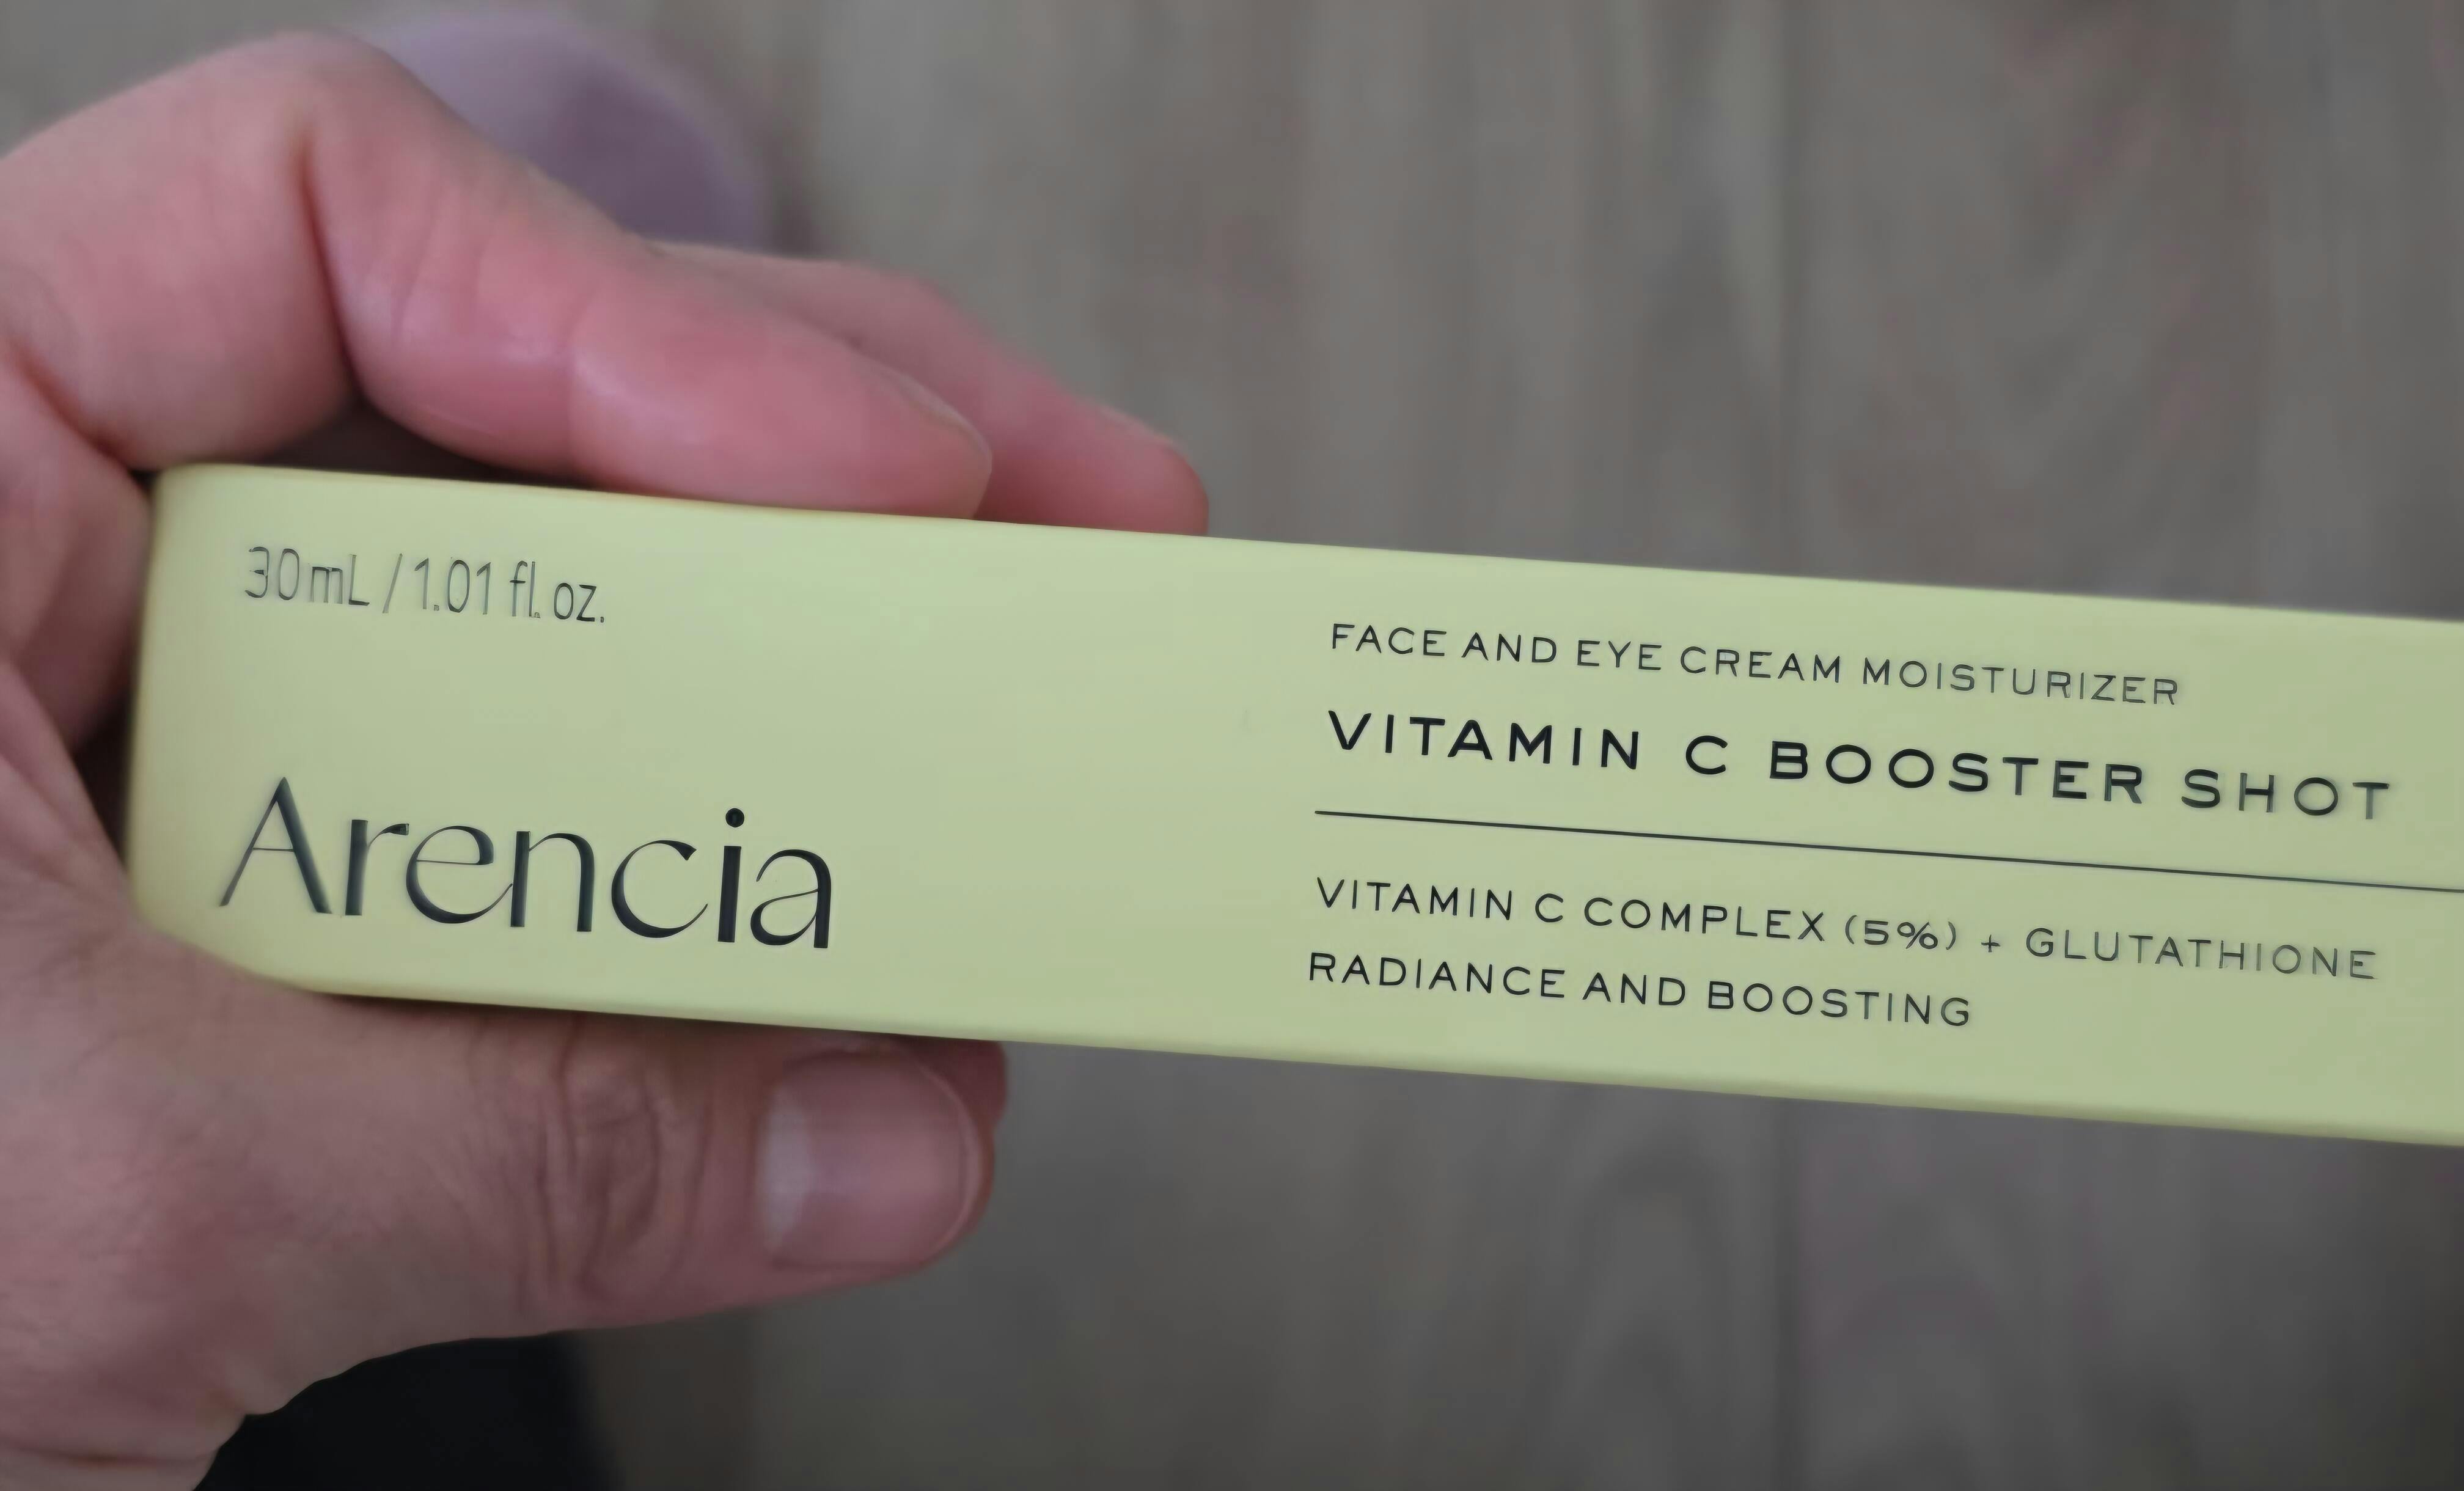 30mL / 1.01 fl. oz.
Arencia
FACE AND EYE CREAM MOISTURIZER
VITAMIN C BOOSTER SHOT
VITAMIN C COMPLEX (5%) + GLUTATHIONE
RADIANCE AND BOOSTING